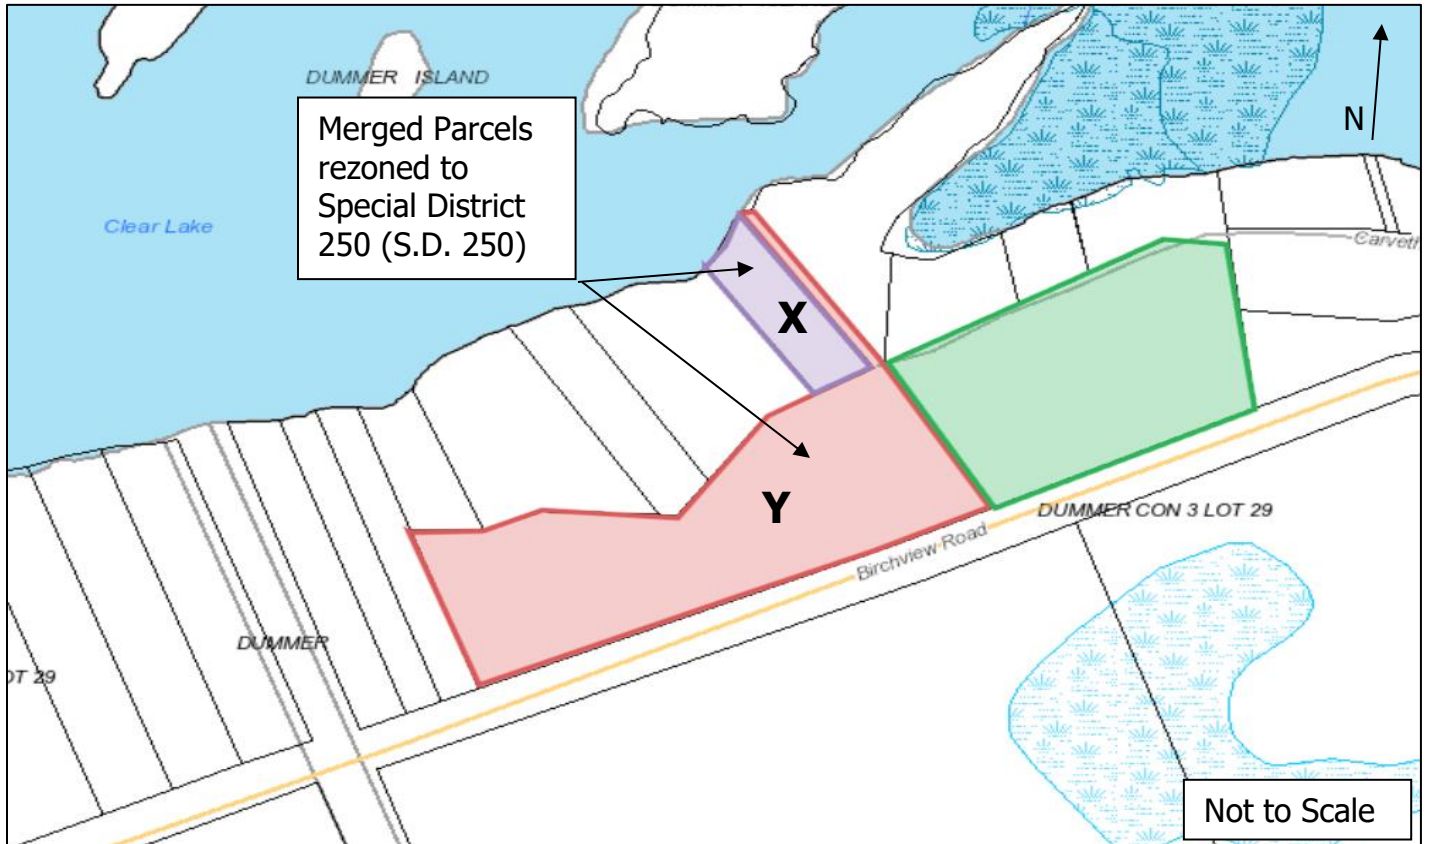 DUMMER ISLAND
Merged Parcels
rezoned to
Special District
250 (S.D. 250)
N
Clear Lake
Carveth
X
Y
DUMMER CON 3 LOT 29
Birchview Road
DUMMER
OT 29
Not to Scale